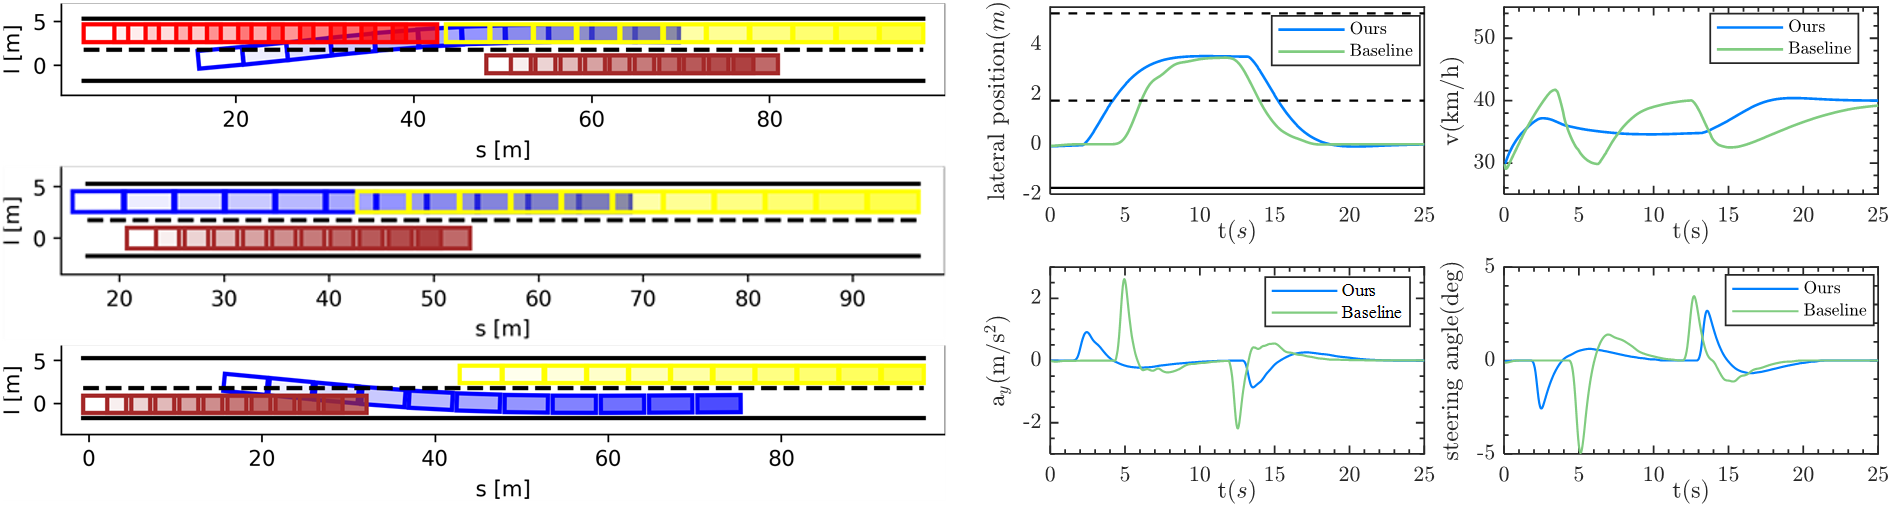 l [m]
5
0
20 40 60 80
s [m]
l [m]
5
0
20 30 40 50 60 70 80 90
s [m]
l [m]
5
0
0 20 40 60 80
s [m]
lateral position(m)
4
2
0
-2
Ours
Baseline
0 5 10 15 20 25
t(s)
v(km/h)
50
40
30
Ours
Baseline
0 5 10 15 20 25
t(s)
a_y(m/s²)
2
0
-2
Ours
Baseline
0 5 10 15 20 25
t(s)
steering angle(deg)
5
0
-5
Ours
Baseline
0 5 10 15 20 25
t(s)